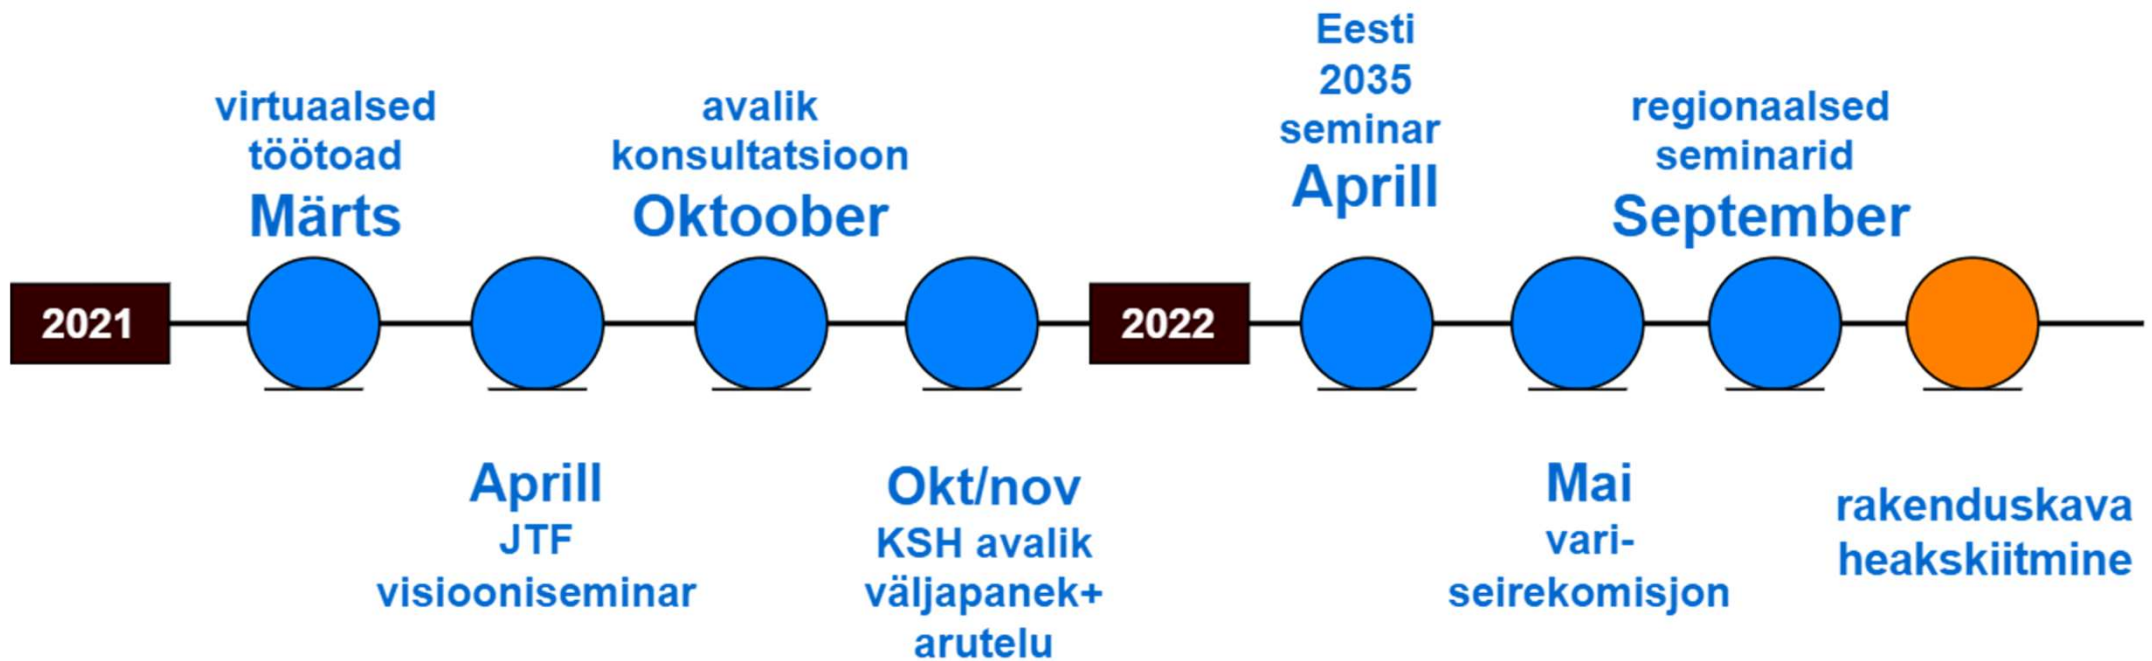 2021
virtuaalsed
töötoad
Märts
Aprill
JTF
visiooniseminar
avalik
konsultatsioon
Oktoober
Okt/nov
KSH avalik
väljapanek+
arutelu
2022
Eesti
2035
seminar
Aprill
Mai
vari-
seirekomisjon
regionaalsed
seminarid
September
rakenduskava
heakskiitmine